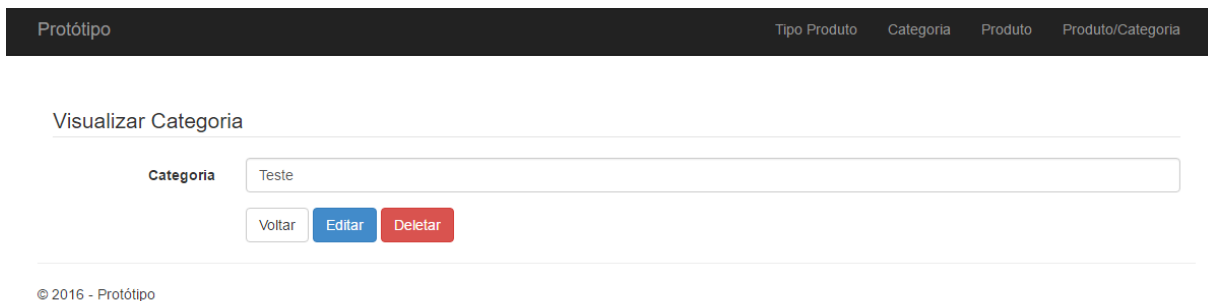 Protótipo Tipo Produto Categoria Produto Produto/Categoria
Visualizar Categoria
Categoria Teste
Voltar Editar Deletar
© 2016 - Protótipo